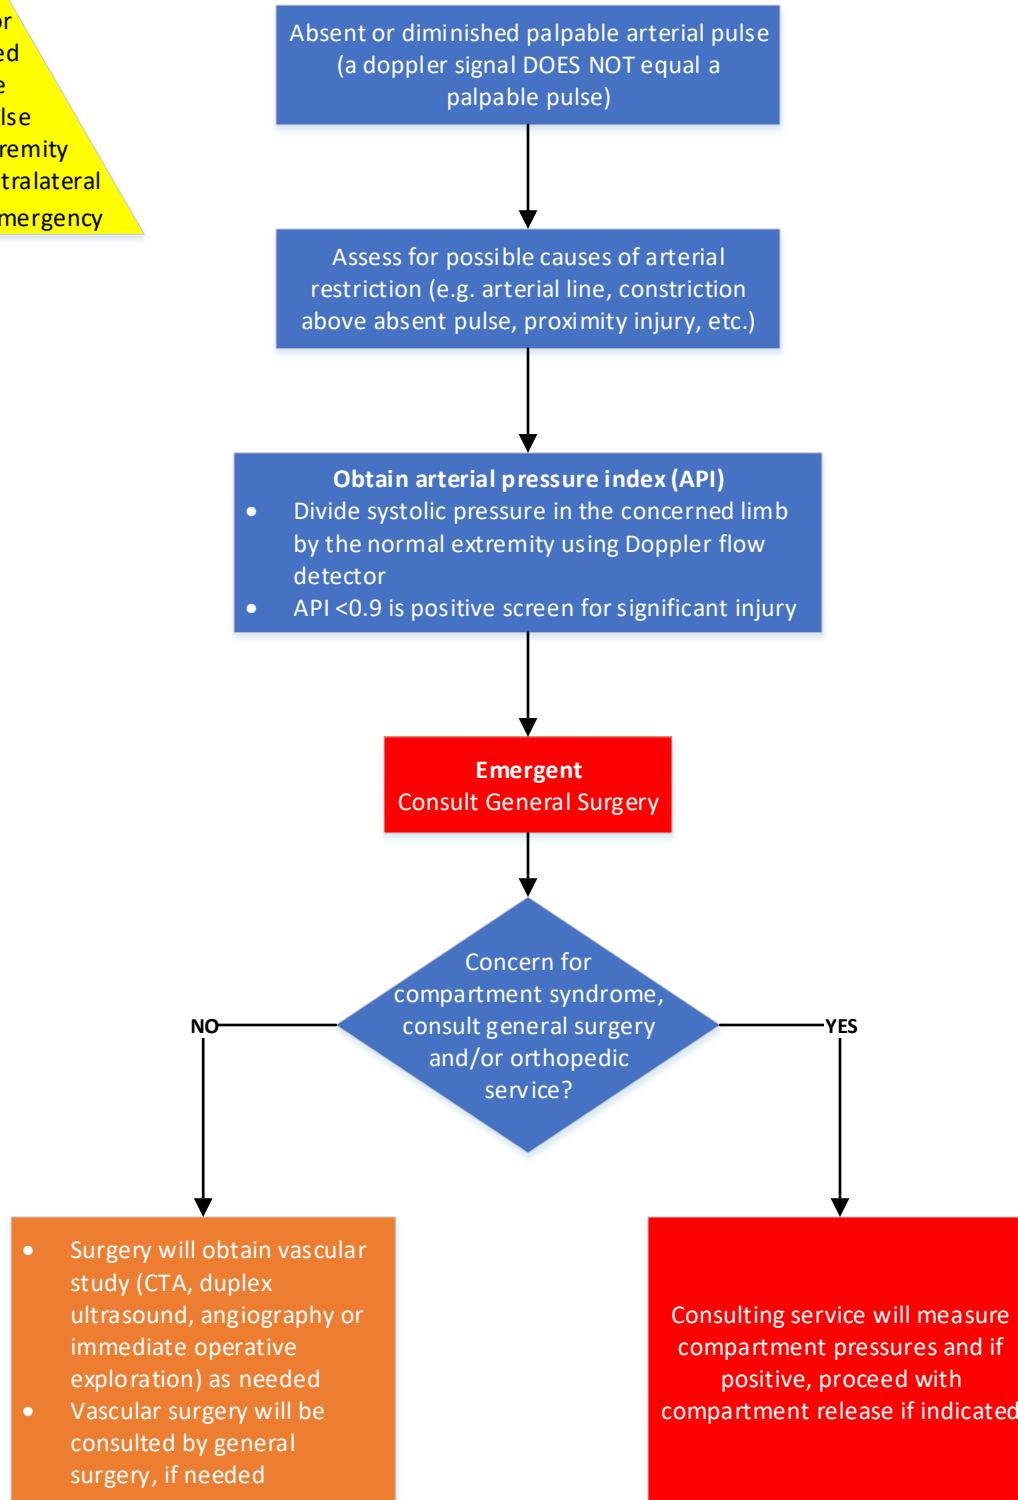 or
ed
e
lse
remity
tralateral
mergency
Absent or diminished palpable arterial pulse
(a doppler signal DOES NOT equal a
palpable pulse)
Assess for possible causes of arterial
restriction (e.g. arterial line, constriction
above absent pulse, proximity injury, etc.)
Obtain arterial pressure index (API)
• Divide systolic pressure in the concerned limb
by the normal extremity using Doppler flow
detector
• API <0.9 is positive screen for significant injury
Emergent
Consult General Surgery
Concern for
compartment syndrome,
consult general surgery
and/or orthopedic
service?
NO
YES
• Surgery will obtain vascular
study (CTA, duplex
ultrasound, angiography or
immediate operative
exploration) as needed
• Vascular surgery will be
consulted by general
surgery, if needed
Consulting service will measure
compartment pressures and if
positive, proceed with
compartment release if indicated